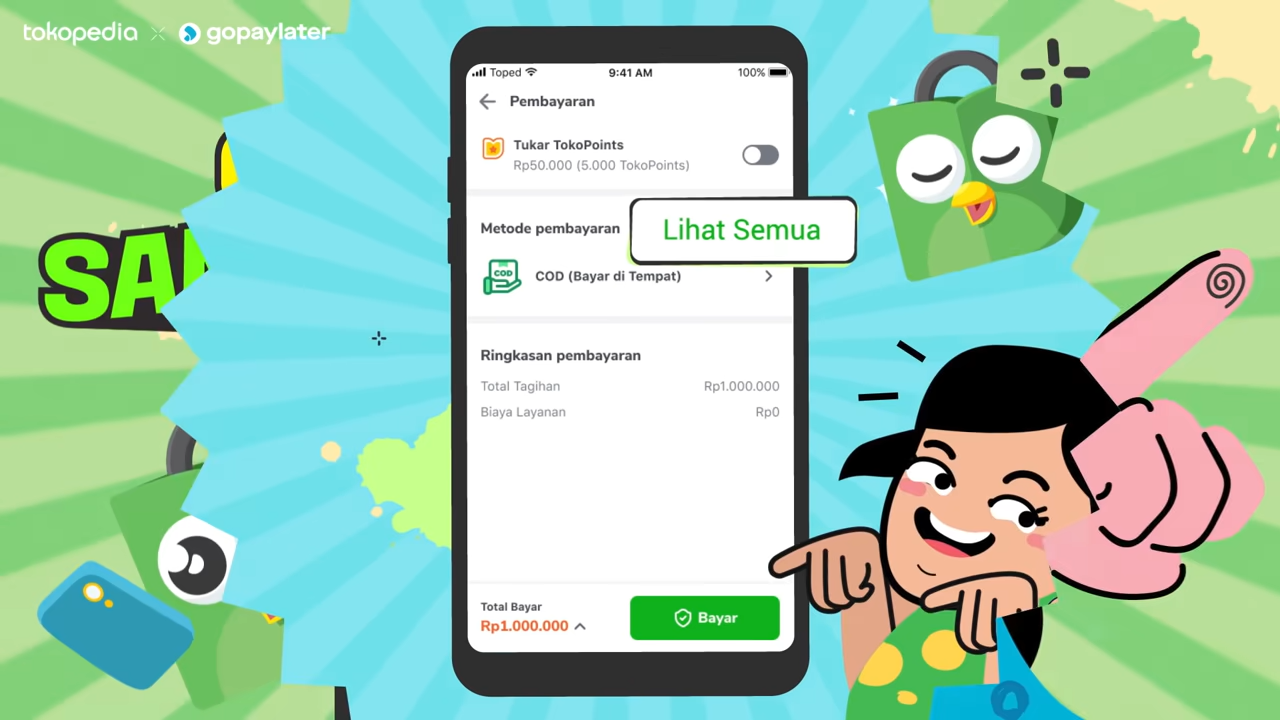 tokopedia × gopaylater
Toped 9:41 AM 100%
Pembayaran
Tukar TokoPoints
Rp50.000 (5.000 TokoPoints)
Metode pembayaran
Lihat Semua
COD
COD (Bayar di Tempat)
Ringkasan pembayaran
Total Tagihan Rp1.000.000
Biaya Layanan Rp0
Total Bayar
Rp1.000.000
Bayar